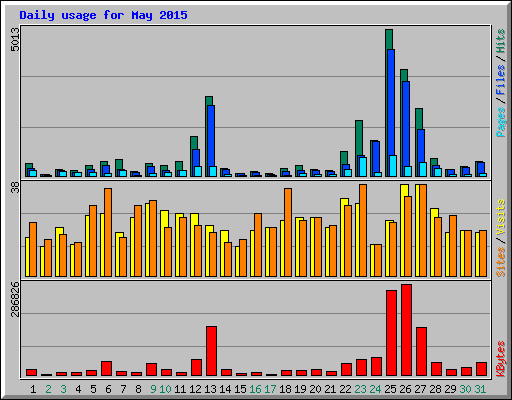 Daily usage for May 2015
5013
Pages / Files / Hits
38
Sites / Visits
286826
KBytes
1 2 3 4 5 6 7 8 9 10 11 12 13 14 15 16 17 18 19 20 21 22 23 24 25 26 27 28 29 30 31